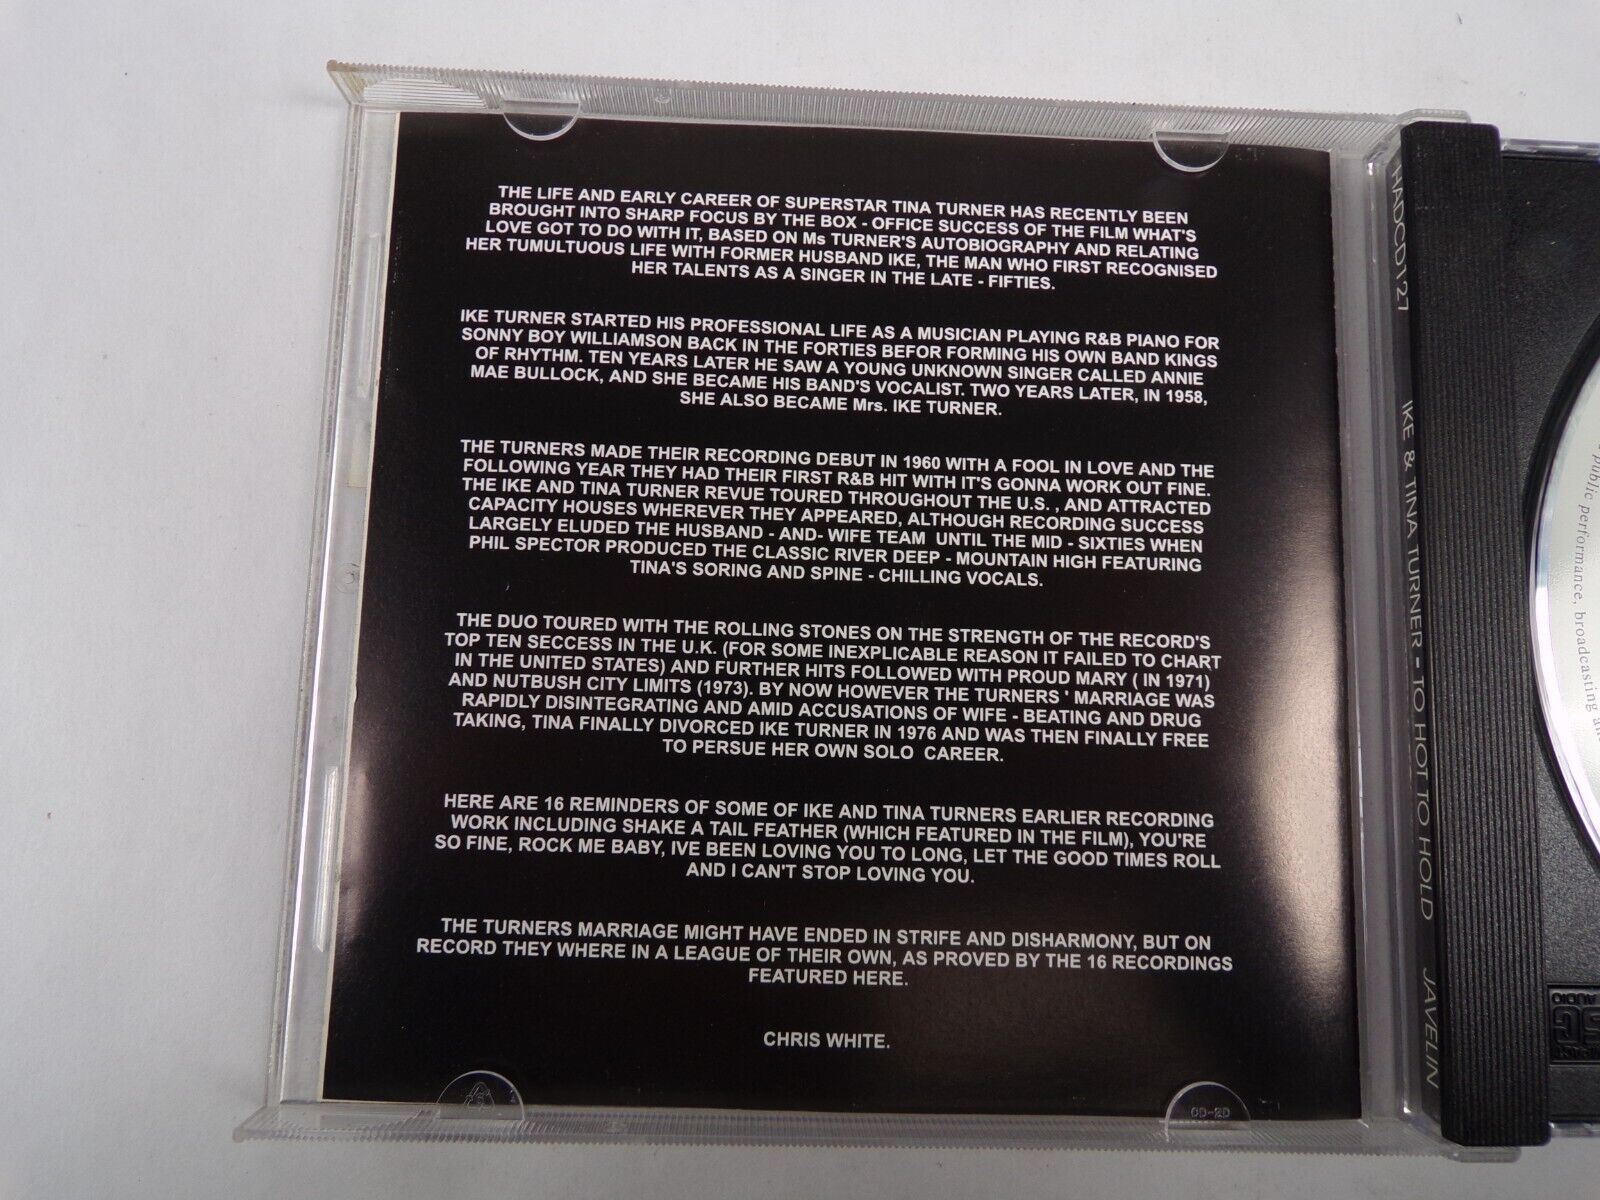 THE LIFE AND EARLY CAREER OF SUPERSTAR TINA TURNER HAS RECENTLY BEEN
BROUGHT INTO SHARP FOCUS BY THE BOX - OFFICE SUCCESS OF THE FILM WHAT'S
LOVE GOT TO DO WITH IT, BASED ON Ms TURNER'S AUTOBIOGRAPHY AND RELATING
HER TUMULTUOUS LIFE WITH FORMER HUSBAND IKE, THE MAN WHO FIRST RECOGNISED
HER TALENTS AS A SINGER IN THE LATE - FIFTIES.
IKE TURNER STARTED HIS PROFESSIONAL LIFE AS A MUSICIAN PLAYING R&B PIANO FOR
SONNY BOY WILLIAMSON BACK IN THE FORTIES BEFOR FORMING HIS OWN BAND KINGS
OF RHYTHM. TEN YEARS LATER HE SAW A YOUNG UNKNOWN SINGER CALLED ANNIE
MAE BULLOCK, AND SHE BECAME HIS BAND'S VOCALIST. TWO YEARS LATER, IN 1958,
SHE ALSO BECAME Mrs. IKE TURNER.
THE TURNERS MADE THEIR RECORDING DEBUT IN 1960 WITH A FOOL IN LOVE AND THE
FOLLOWING YEAR THEY HAD THEIR FIRST R&B HIT WITH IT'S GONNA WORK OUT FINE.
THE IKE AND TINA TURNER REVUE TOURED THROUGHOUT THE U.S. , AND ATTRACTED
CAPACITY HOUSES WHEREVER THEY APPEARED, ALTHOUGH RECORDING SUCCESS
LARGELY ELUDED THE HUSBAND - AND- WIFE TEAM UNTIL THE MID - SIXTIES WHEN
PHIL SPECTOR PRODUCED THE CLASSIC RIVER DEEP - MOUNTAIN HIGH FEATURING
TINA'S SORING AND SPINE - CHILLING VOCALS.
THE DUO TOURED WITH THE ROLLING STONES ON THE STRENGTH OF THE RECORD'S
TOP TEN SECCESS IN THE U.K. (FOR SOME INEXPLICABLE REASON IT FAILED TO CHART
IN THE UNITED STATES) AND FURTHER HITS FOLLOWED WITH PROUD MARY ( IN 1971)
AND NUTBUSH CITY LIMITS (1973). BY NOW HOWEVER THE TURNERS ' MARRIAGE WAS
RAPIDLY DISINTEGRATING AND AMID ACCUSATIONS OF WIFE - BEATING AND DRUG
TAKING, TINA FINALLY DIVORCED IKE TURNER IN 1976 AND WAS THEN FINALLY FREE
TO PERSUE HER OWN SOLO CAREER.
HERE ARE 16 REMINDERS OF SOME OF IKE AND TINA TURNERS EARLIER RECORDING
WORK INCLUDING SHAKE A TAIL FEATHER (WHICH FEATURED IN THE FILM), YOU'RE
SO FINE, ROCK ME BABY, IVE BEEN LOVING YOU TO LONG, LET THE GOOD TIMES ROLL
AND I CAN'T STOP LOVING YOU.
THE TURNERS MARRIAGE MIGHT HAVE ENDED IN STRIFE AND DISHARMONY, BUT ON
RECORD THEY WHERE IN A LEAGUE OF THEIR OWN, AS PROVED BY THE 16 RECORDINGS
FEATURED HERE.
CHRIS WHITE.
CD-2D
HADCD127 IKE & TINA TURNER - TO HOT TO HOLD JAVELIN
public performance, broadcasting
AUDIO